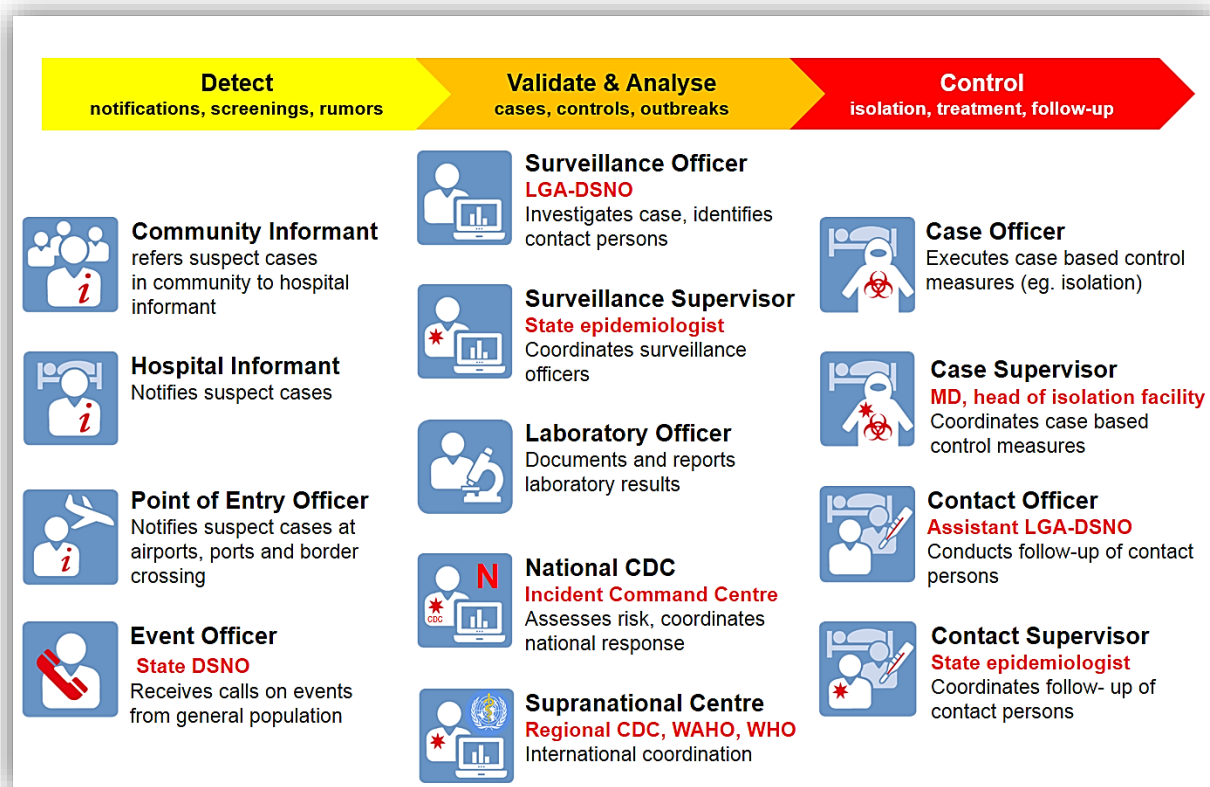 Detect
notifications, screenings, rumors
Validate & Analyse
cases, controls, outbreaks
Control
isolation, treatment, follow-up
Community Informant
refers suspect cases
in community to hospital
informant
i
Hospital Informant
Notifies suspect cases
i
Point of Entry Officer
Notifies suspect cases at
airports, ports and border
crossing
i
Event Officer
State DSNO
Receives calls on events
from general population
Surveillance Officer
LGA-DSNO
Investigates case, identifies
contact persons
Surveillance Supervisor
State epidemiologist
Coordinates surveillance
officers
Laboratory Officer
Documents and reports
laboratory results
N
CDC
National CDC
Incident Command Centre
Assesses risk, coordinates
national response
Supranational Centre
Regional CDC, WAHO, WHO
International coordination
Case Officer
Executes case based control
measures (eg. isolation)
Case Supervisor
MD, head of isolation facility
Coordinates case based
control measures
Contact Officer
Assistant LGA-DSNO
Conducts follow-up of contact
persons
Contact Supervisor
State epidemiologist
Coordinates follow- up of
contact persons